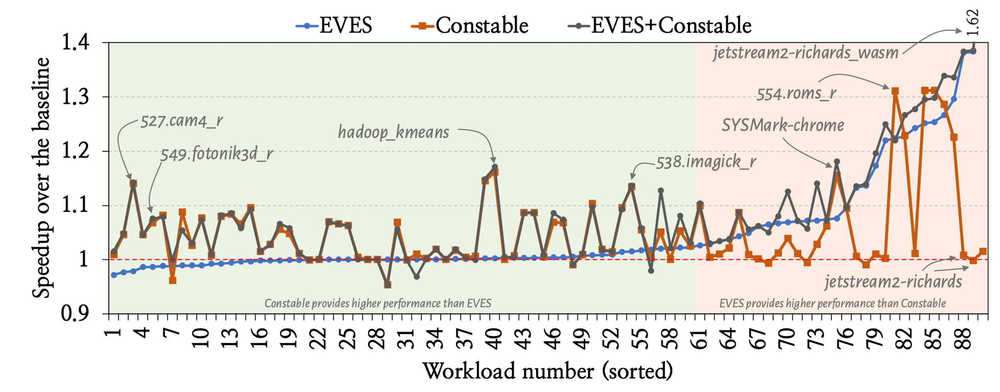 EVES Constable EVES+Constable
1.62
Speedup over the baseline
1.4
1.3
1.2
1.1
1
0.9
jetstream2-richards_wasm
554.roms_r
527.cam4_r
SYSMark-chrome
hadoop_kmeans
549.fotonik3d_r
538.imagick_r
jetstream2-richards
Constable provides higher performance than EVES
EVES provides higher performance than Constable
1 4 7 10 13 16 19 22 25 28 31 34 37 40 43 46 49 52 55 58 61 64 67 70 73 76 79 82 85 88
Workload number (sorted)